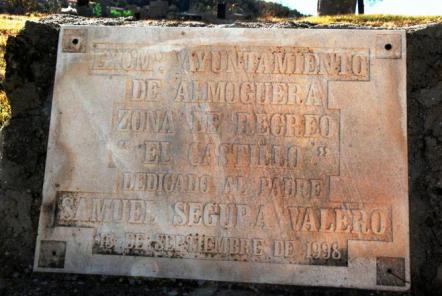 EXCMO. AYUNTAMIENTO
DE ALMOGUERA
ZONA DE RECREO
" EL CASTILLO "
DEDICADO AL PADRE
SAMUEL SEGURA VALERO
DE SEPTIEMBRE DE 1998